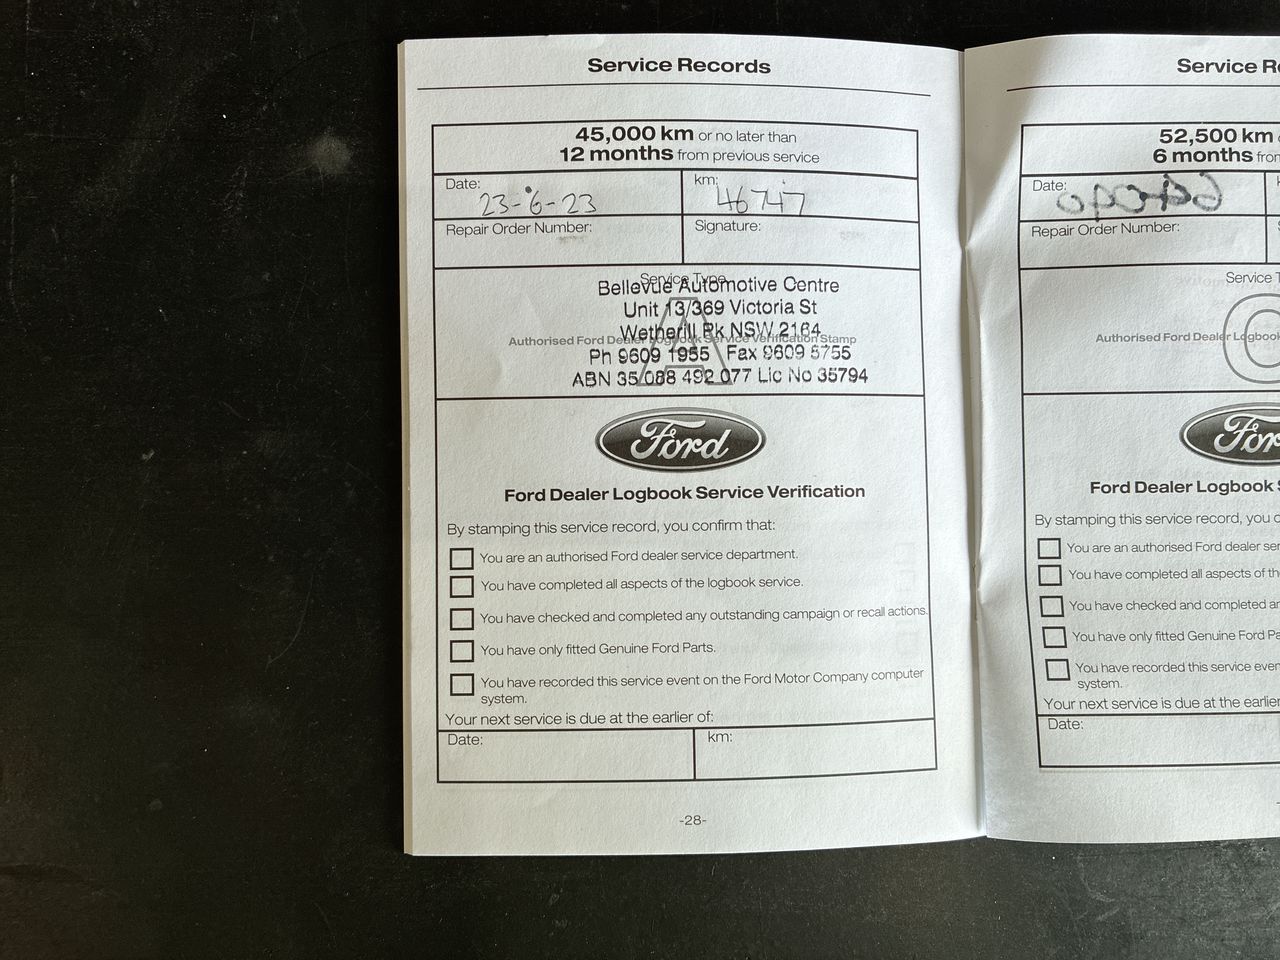 Service Records
45,000 km or no later than
12 months from previous service
Date:
23-6-23
km:
46747
Repair Order Number:
Signature:
Service Type
A
Authorised Ford Dealer Logbook Service Verification Stamp
Bellevue Automotive Centre
Unit 13/369 Victoria St
Wetherill Pk NSW 2164
Ph 9609 1955 Fax 9609 5755
ABN 35 088 492 077 Lic No 35794
Ford
Ford Dealer Logbook Service Verification
By stamping this service record, you confirm that:
You are an authorised Ford dealer service department.
You have completed all aspects of the logbook service.
You have checked and completed any outstanding campaign or recall actions.
You have only fitted Genuine Ford Parts.
You have recorded this service event on the Ford Motor Company computer
system.
Your next service is due at the earlier of:
Date:
km:
-28-
Service R
52,500 km
6 months from
Date:
Repair Order Number:
Service T
Authorised Ford Dealer Logbook
For
Ford Dealer Logbook S
By stamping this service record, you c
You are an authorised Ford dealer ser
You have completed all aspects of th
You have checked and completed a
You have only fitted Genuine Ford Pa
You have recorded this service even
system.
Your next service is due at the earlier
Date: